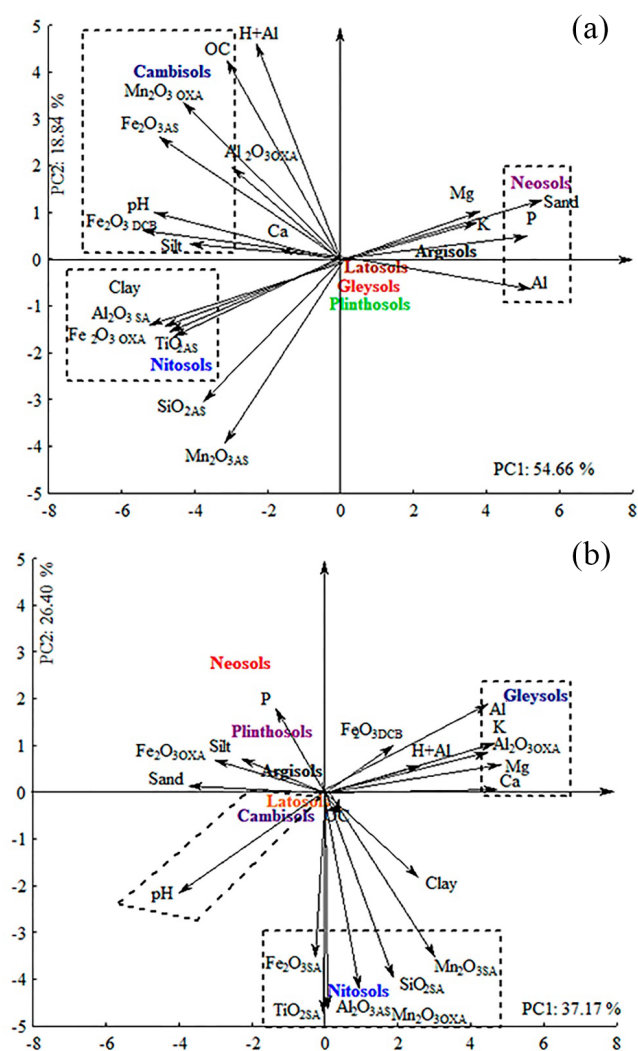 (a)
H+Al
OC
Cambisols
Mn2O3 OXA
Fe2O3AS
Al 2O3OXA
PC2: 18.84 %
pH
Fe2O3 DCB
Silt
Ca
Mg
K
Neosols
Sand
P
Argisols
Latosols
Gleysols
Plinthosols
Al
Clay
Al2O3 SA
Fe 2O3 OXA
TiO2AS
Nitosols
SiO2AS
Mn2O3AS
PC1: 54.66 %
5
4
3
2
1
0
-1
-2
-3
-4
-5
-8 -6 -4 -2 0 2 4 6 8
(b)
PC2: 26.40 %
Neosols
P
Plinthosols
Fe2O3OXA
Silt
Argisols
Sand
Latosols
Cambisols
OC
pH
Fe2O3DCB
H+Al
Gleysols
Al
K
Al2O3OXA
Mg
Ca
Clay
Fe2O3SA
Mn2O3SA
SiO2SA
Nitosols
TiO2SA
Al2O3AS
Mn2O3OXA
PC1: 37.17 %
5
4
3
2
1
0
-1
-2
-3
-4
-5
-8 -6 -4 -2 0 2 4 6 8